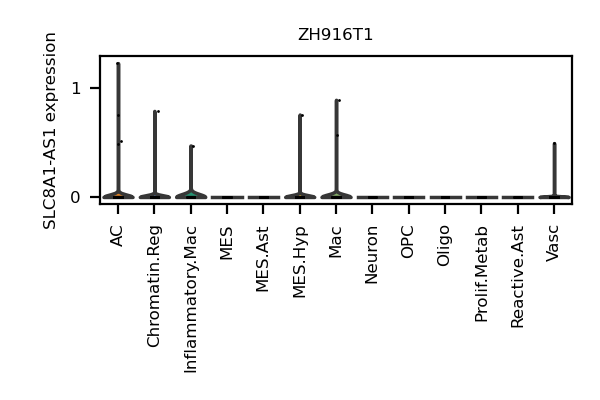 ZH916T1
SLC8A1-AS1 expression
1
0
AC
Chromatin.Reg
Inflammatory.Mac
MES
MES.Ast
MES.Hyp
Mac
Neuron
OPC
Oligo
Prolif.Metab
Reactive.Ast
Vasc